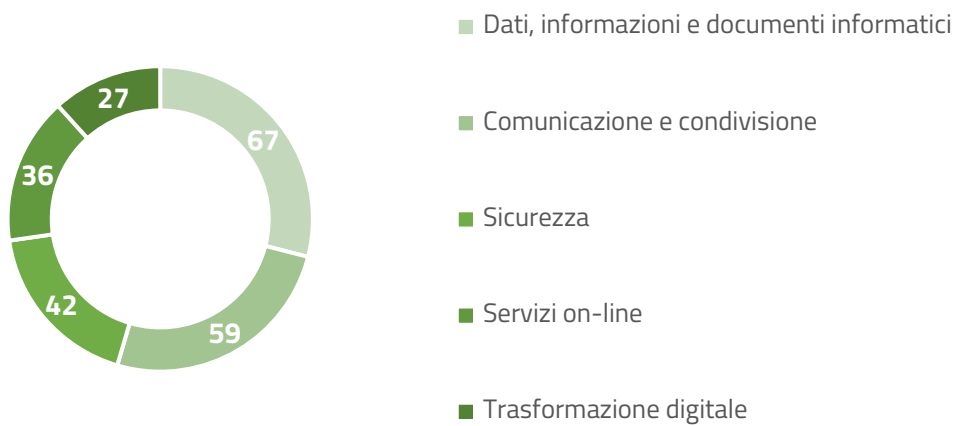 Dati, informazioni e documenti informatici
27
67
Comunicazione e condivisione
36
Sicurezza
42
59
Servizi on-line
Trasformazione digitale